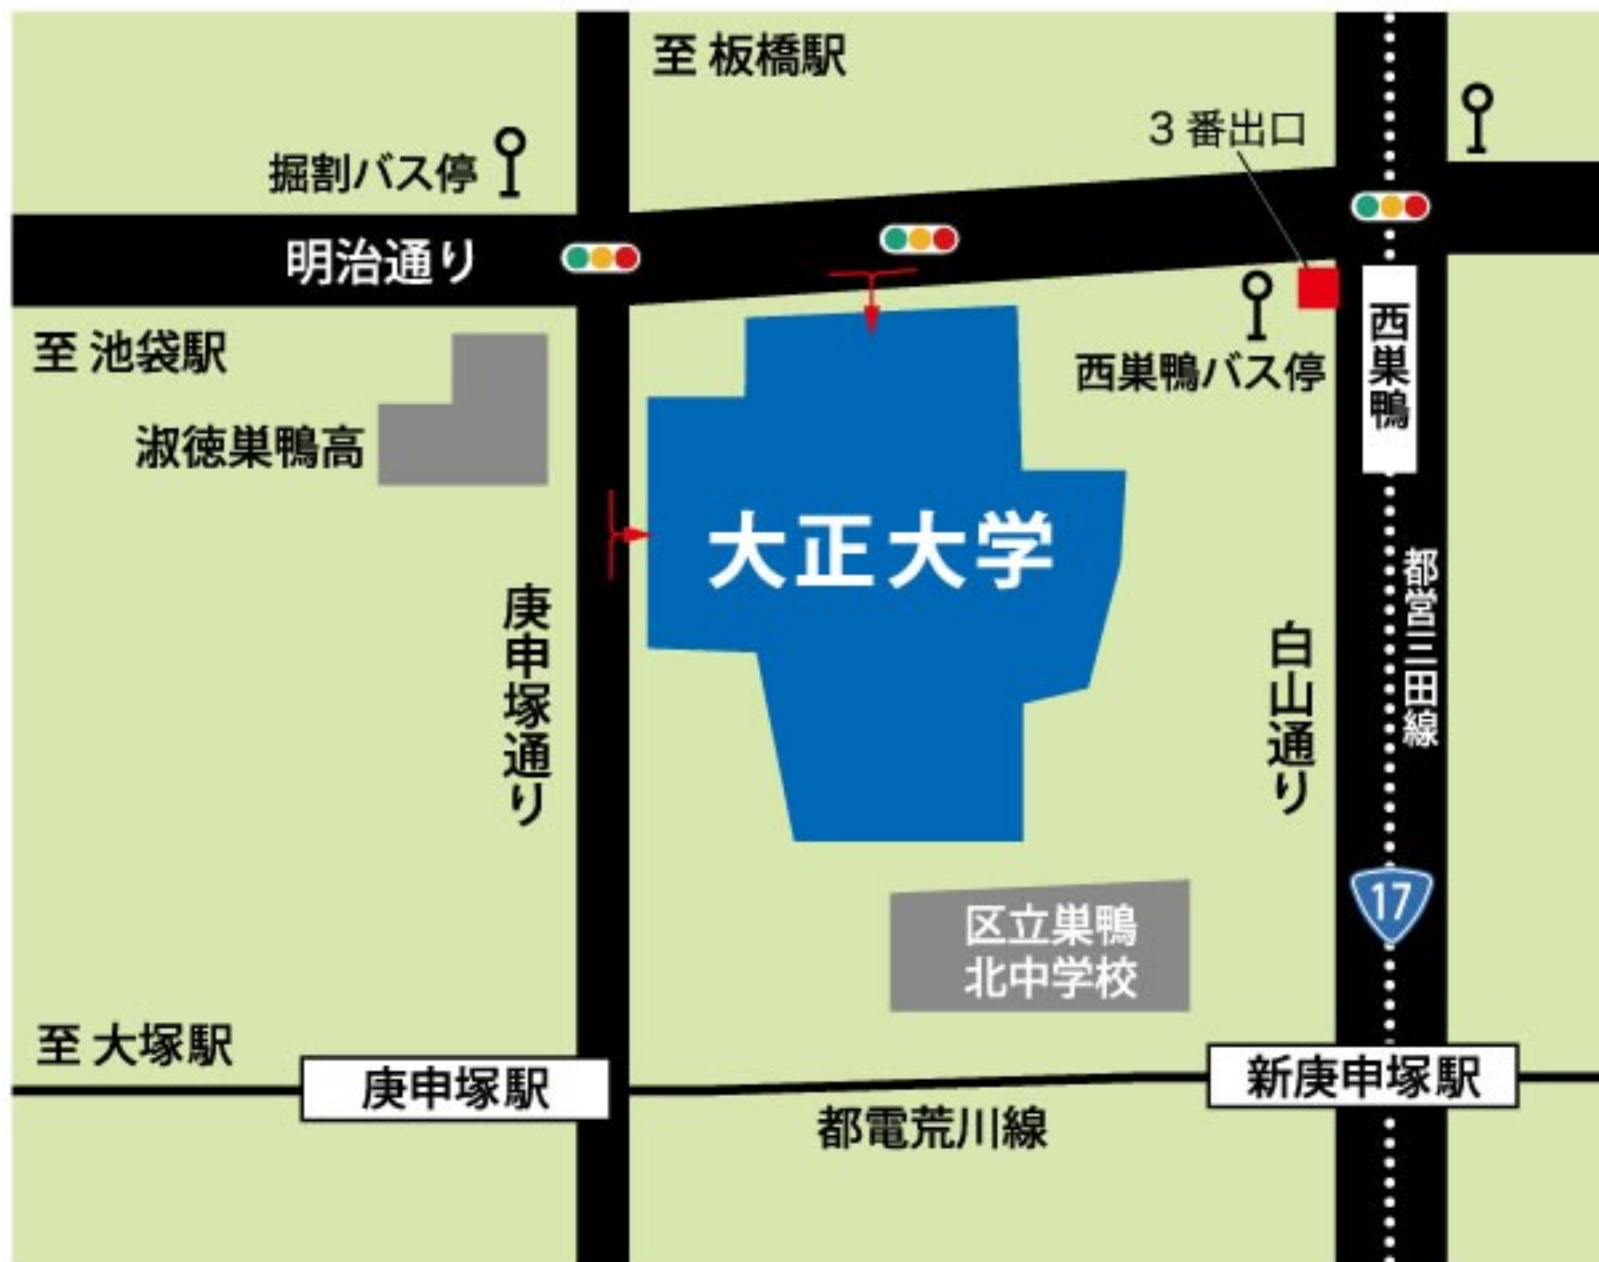 至 板橋駅
3 番出口
掘割バス停
明治通り
至 池袋駅
西巣鴨
西巣鴨バス停
淑徳巣鴨高
大正大学
庚申塚通り
白山通り
都営三田線
17
区立巣鴨
北中学校
至 大塚駅
庚申塚駅
新庚申塚駅
都電荒川線